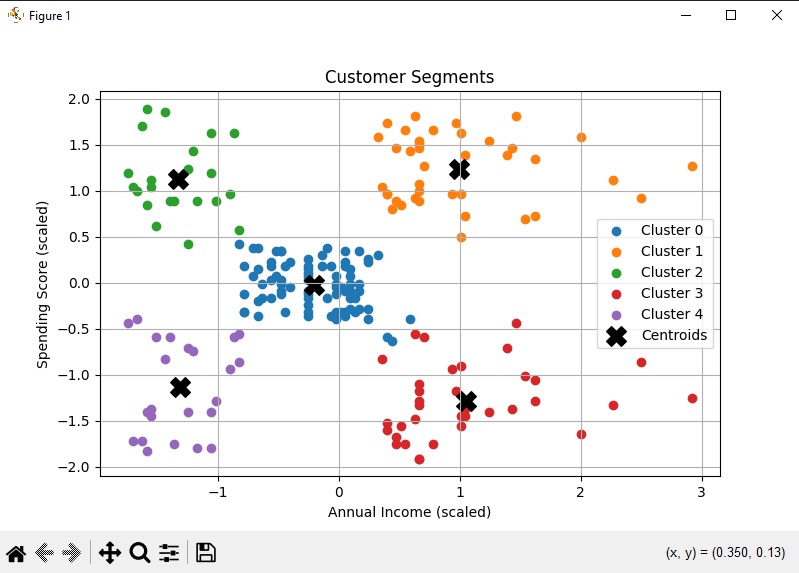 Figure 1
Customer Segments
2.0
1.5
1.0
0.5
0.0
−0.5
−1.0
−1.5
−2.0
Spending Score (scaled)
Cluster 0
Cluster 1
Cluster 2
Cluster 3
Cluster 4
Centroids
−1 0 1 2 3
Annual Income (scaled)
(x, y) = (0.350, 0.13)